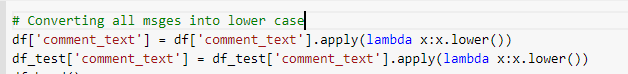 # Converting all msges into lower case
df['comment_text'] = df['comment_text'].apply(lambda x:x.lower())
df_test['comment_text'] = df_test['comment_text'].apply(lambda x:x.lower())